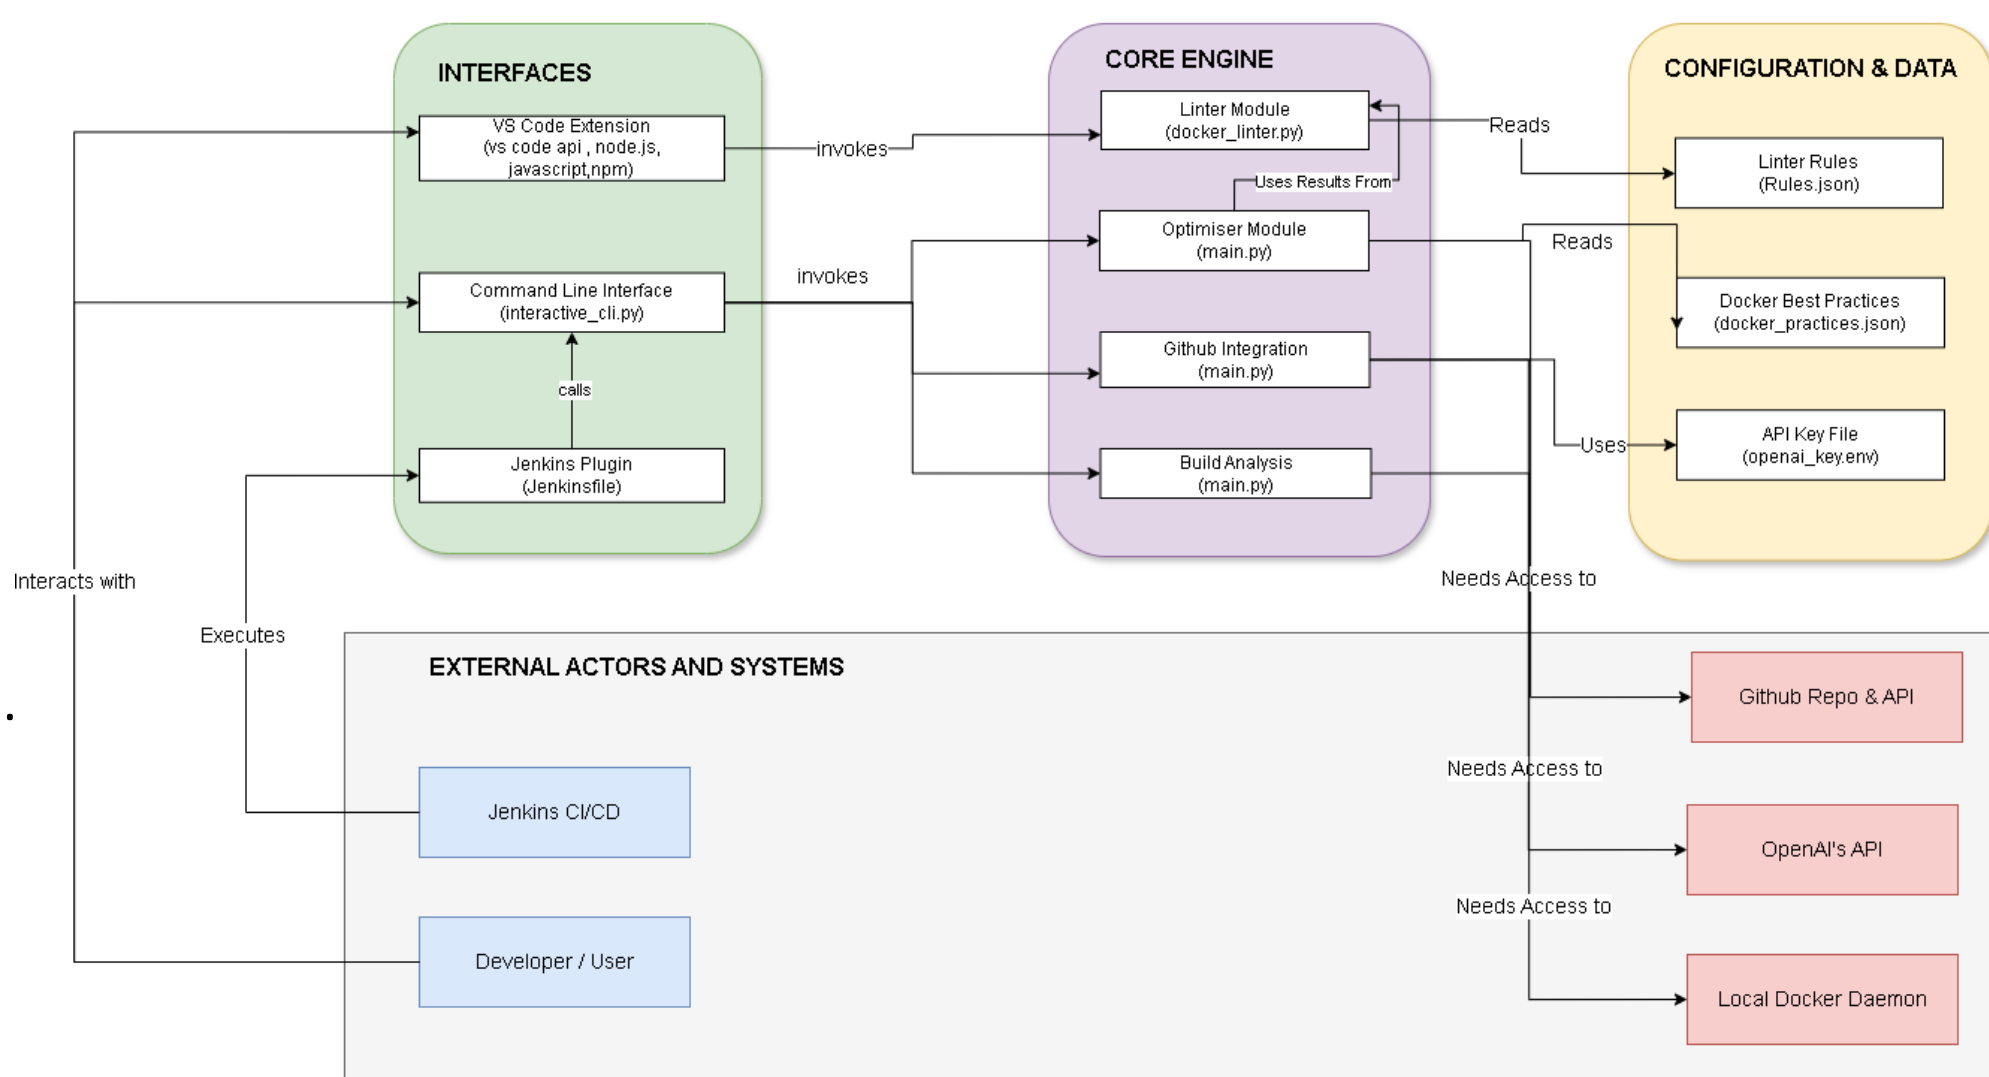 INTERFACES
VS Code Extension
(vs code api , node.js,
javascript,npm)
invokes
Command Line Interface
(interactive_cli.py)
invokes
calls
Jenkins Plugin
(Jenkinsfile)
CORE ENGINE
Linter Module
(docker_linter.py)
Uses Results From
Optimiser Module
(main.py)
Github Integration
(main.py)
Build Analysis
(main.py)
CONFIGURATION & DATA
Reads
Linter Rules
(Rules.json)
Reads
Docker Best Practices
(docker_practices.json)
Uses
API Key File
(openai_key.env)
Interacts with
Executes
Needs Access to
EXTERNAL ACTORS AND SYSTEMS
Github Repo & API
Needs Access to
Jenkins CI/CD
OpenAI's API
Needs Access to
Developer / User
Local Docker Daemon